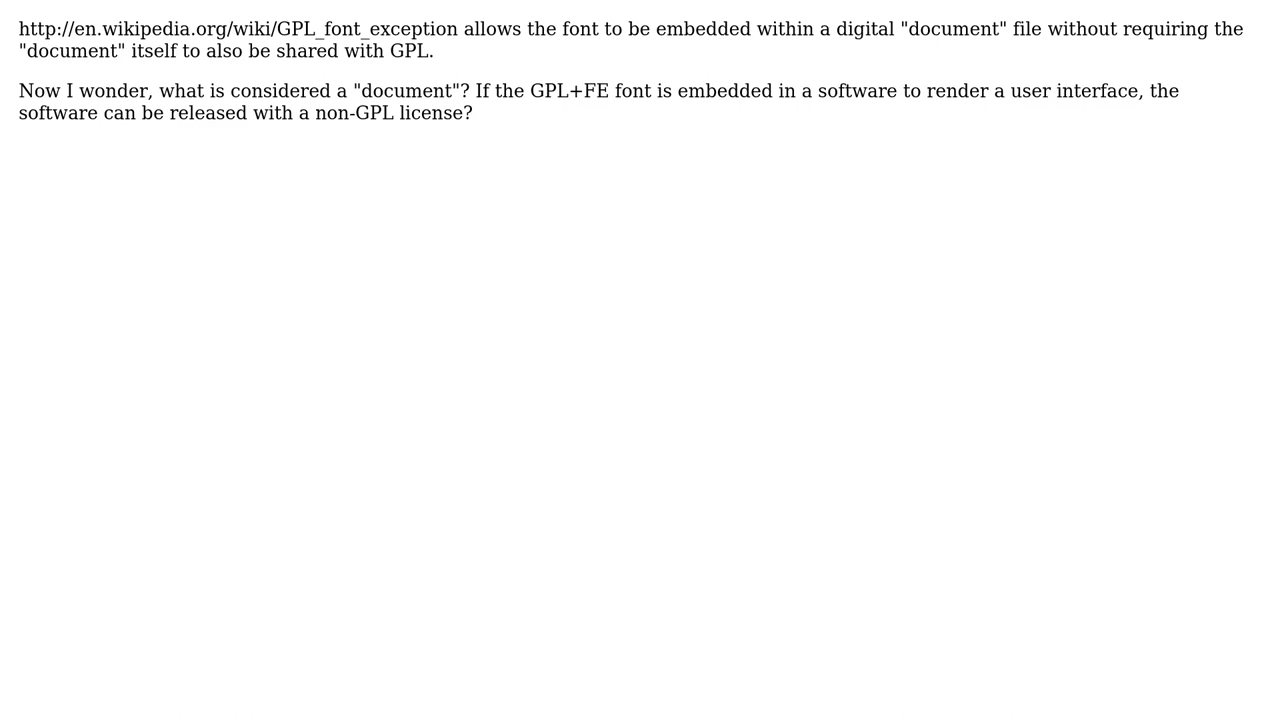 http://en.wikipedia.org/wiki/GPL_font_exception allows the font to be embedded within a digital "document" file without requiring the
"document" itself to also be shared with GPL.
Now I wonder, what is considered a "document"? If the GPL+FE font is embedded in a software to render a user interface, the
software can be released with a non-GPL license?